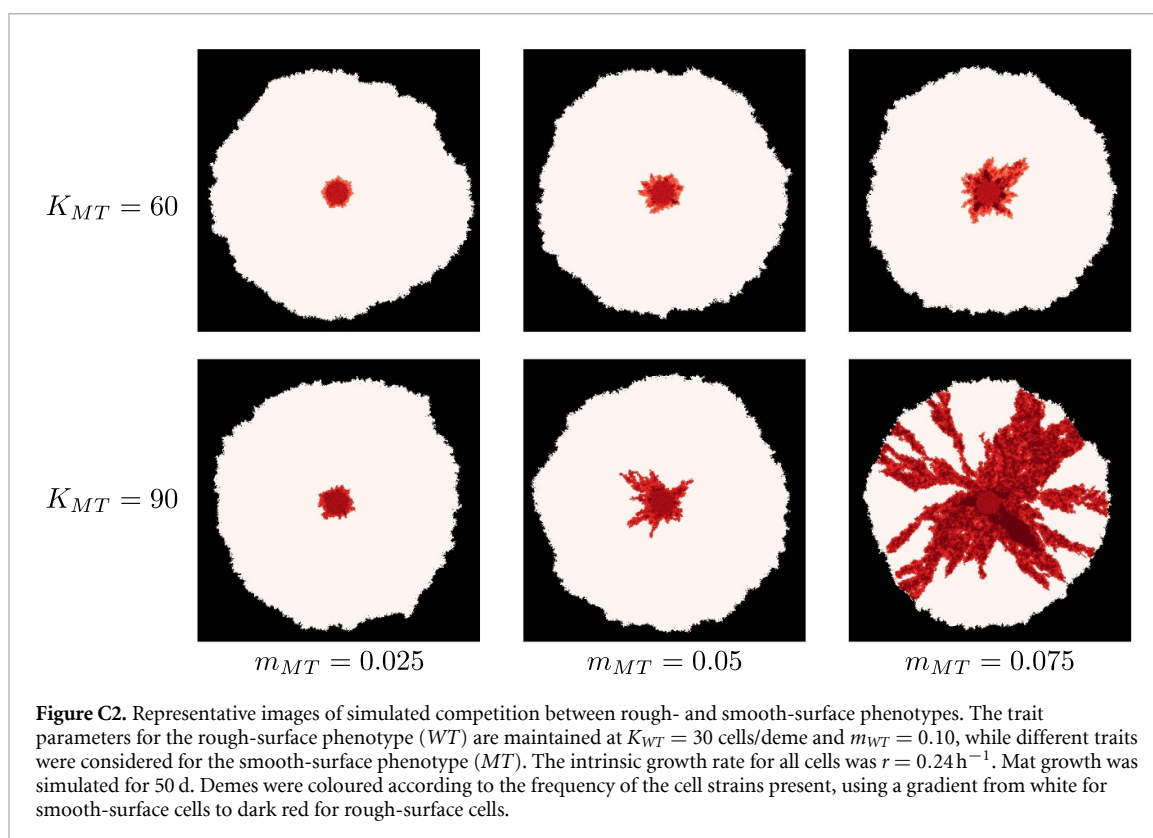 K_{MT} = 60
K_{MT} = 90
m_{MT} = 0.025
m_{MT} = 0.05
m_{MT} = 0.075
Figure C2. Representative images of simulated competition between rough- and smooth-surface phenotypes. The trait
parameters for the rough-surface phenotype (WT) are maintained at K_{WT} = 30 cells/deme and m_{WT} = 0.10, while different traits
were considered for the smooth-surface phenotype (MT). The intrinsic growth rate for all cells was r = 0.24 h^{−1}. Mat growth was
simulated for 50 d. Demes were coloured according to the frequency of the cell strains present, using a gradient from white for
smooth-surface cells to dark red for rough-surface cells.